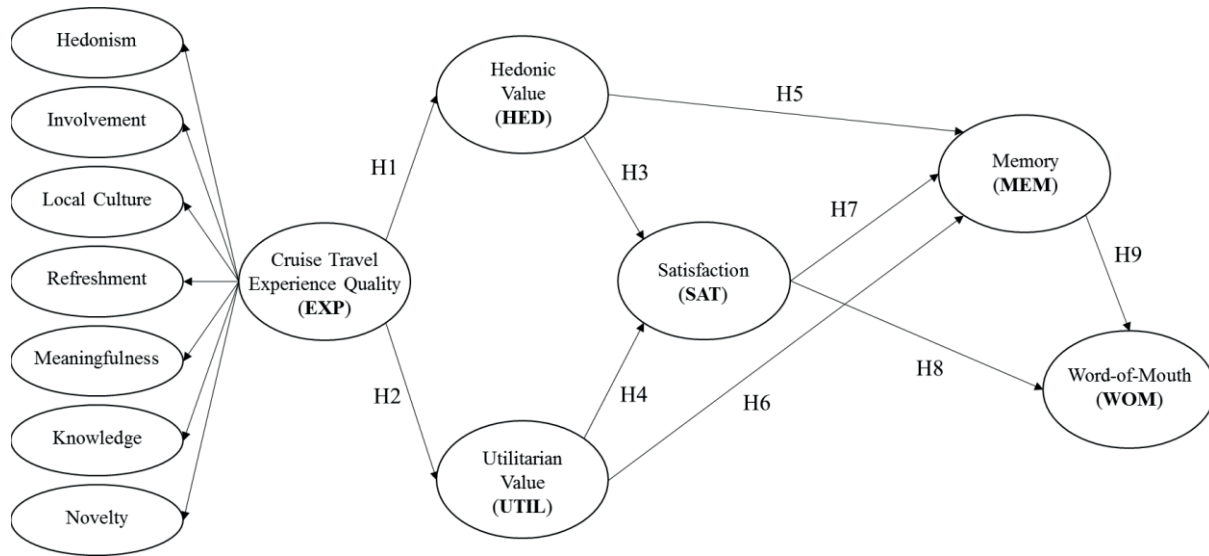 Hedonism
Involvement
Local Culture
Refreshment
Meaningfulness
Knowledge
Novelty
Cruise Travel
Experience Quality
(EXP)
H1
H2
Hedonic
Value
(HED)
Utilitarian
Value
(UTIL)
H3
H4
Satisfaction
(SAT)
H5
H7
H6
H8
Memory
(MEM)
H9
Word-of-Mouth
(WOM)